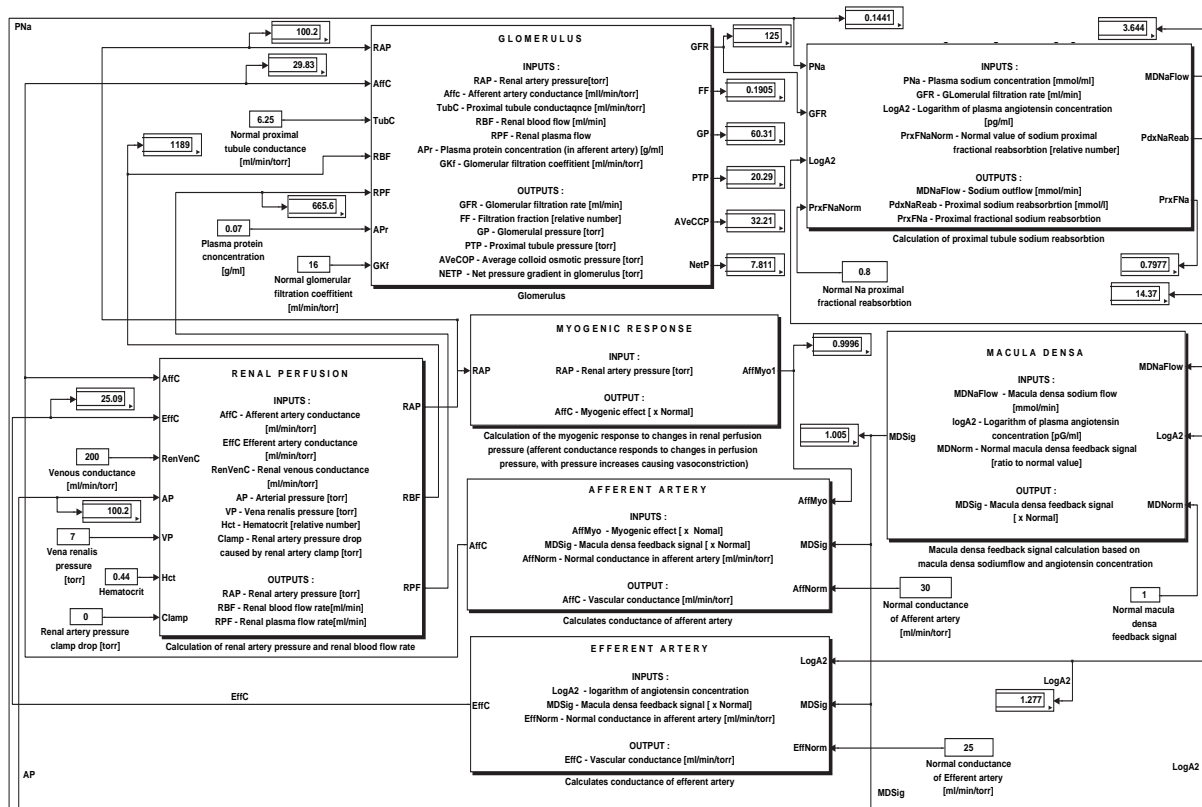 PNa
100.2
29.83
6.25
Normal proximal
tubule conductance
[ml/min/torr]
1189
665.6
0.07
Plasma protein
cnoncentration
[g/ml]
16
Normal glomerular
filtration coeffitient
[ml/min/torr]
RAP
AffC
TubC
RBF
RPF
APr
GKf
GLOMERULUS
INPUTS :
RAP - Renal artery pressure[torr]
Affc - Afferent artery conductance [ml/min/torr]
TubC - Proximal tubule conductaqnce [ml/min/torr]
RBF - Renal blood flow [ml/min]
RPF - Renal plasma flow
APr - Plasma protein concentration (in afferent artery) [g/ml]
GKf - Glomerular filtration coeffitient [ml/min/torr]
OUTPUTS :
GFR - Glomerular filtration rate [ml/min]
FF - Filtration fraction [relative number]
GP - Glomerulal pressure [torr]
PTP - Proximal tubule pressure [torr]
AVeCOP - Average colloid osmotic pressure [torr]
NETP - Net pressure gradient in glomerulus [torr]
GFR
FF
GP
PTP
AVeCCP
NetP
Glomerulus
125
0.1905
60.31
20.29
32.21
7.811
0.1441
3.644
PNa
GFR
LogA2
PrxFNaNorm
INPUTS:
PNa - Plasma sodium concentration [mmol/ml]
GFR - GLomerulal filtration rate [ml/min]
LogA2 - Logarithm of plasma angiotensin concentration
[pg/ml]
PrxFNaNorm - Normal value of sodium proximal
fractional reasorbtion [relative number]
OUTPUTS:
MDNaFlow - Sodium outflow [mmol/min]
PdxNaReab - Proximal sodium reasborsbtion [mmol/l]
PrxFNa - Proximal fractional sodium reasorbtion
MDNaFlow
PdxNaReab
PrxFNa
Calculation of proximal tubule sodium reasorbtion
0.8
Normal Na proximal
fractional reabsorbtion
0.7977
14.37
AffC
EffC
RenVenC
AP
VP
Hct
Clamp
25.09
200
Venous conductance
[ml/min/torr]
100.2
7
Vena renalis
pressure
[torr]
0.44
Hematocrit
0
Renal artery pressure
clamp drop [torr]
RENAL PERFUSION
INPUTS:
AffC - Afferent artery conductance
[ml/min/torr]
EffC Efferent artery conductance
[ml/min/torr]
RenVenC - Renal venous conductance
[ml/min/torr]
AP - Arterial pressure [torr]
VP - Vena renalis pressure [torr]
Hct - Hematocrit [relative number]
Clamp - Renal artery pressure drop
caused by renal artery clamp [torr]
OUTPUTS :
RAP - Renal artery pressure[torr]
RBF - Renal blood flow rate[ml/min]
RPF - Renal plasma flow rate[ml/min]
RAP
RBF
RPF
Calculation of renal artery pressure and renal blood flow rate
RAP
MYOGENIC RESPONSE
INPUT :
RAP - Renal artery pressure [torr]
OUTPUT :
AffC - Myogenic effect [ x Normal]
AffMyo1
Calculation of the myogenic response to changes in renal perfusion
pressure (afferent conductance responds to changes in perfusion
pressure, with pressure increases causing vasoconstriction)
0.9996
1.005
MDSig
MACULA DENSA
INPUTS:
MDNaFlow - Macula densa sodium flow
[mmol/min]
logA2 - Logarithm of plasma angiotensin
concentration [pG/ml]
MDNorm - Normal macula densa feedback signal
[ratio to normal value]
OUTPUT :
MDSig - Macula densa feedback signal
[ x Normal]
MDNaFlow
LogA2
MDNorm
Macula densa feedback signal calculation based on
macula densa sodiumflow and angiotensin concentration
1
Normal macula
densa
feedback signal
AffC
AFFERENT ARTERY
INPUTS:
AffMyo - Myogenic effect [ x Nomal]
MDSig - Macula densa feedback signal [ x Normal]
AffNorm - Normal conductance in afferent artery [ml/min/torr]
OUTPUT :
AffC - Vascular conductance [ml/min/torr]
AffMyo
MDSig
AffNorm
Calculates conductance of afferent artery
30
Normal conductance
of Afferent artery
[ml/min/torr]
EffC
EffC
EFFERENT ARTERY
INPUTS:
LogA2 - logarithm of angiotensin concentration
MDSig - Macula densa feedback signal [ x Normal]
EffNorm - Normal conductance in afferent artery [ml/min/torr]
OUTPUT :
EffC - Vascular conductance [ml/min/torr]
LogA2
MDSig
EffNorm
Calculates conductance of efferent artery
LogA2
1.277
25
Normal conductance
of Efferent artery
[ml/min/torr]
AP
MDSig
LogA2